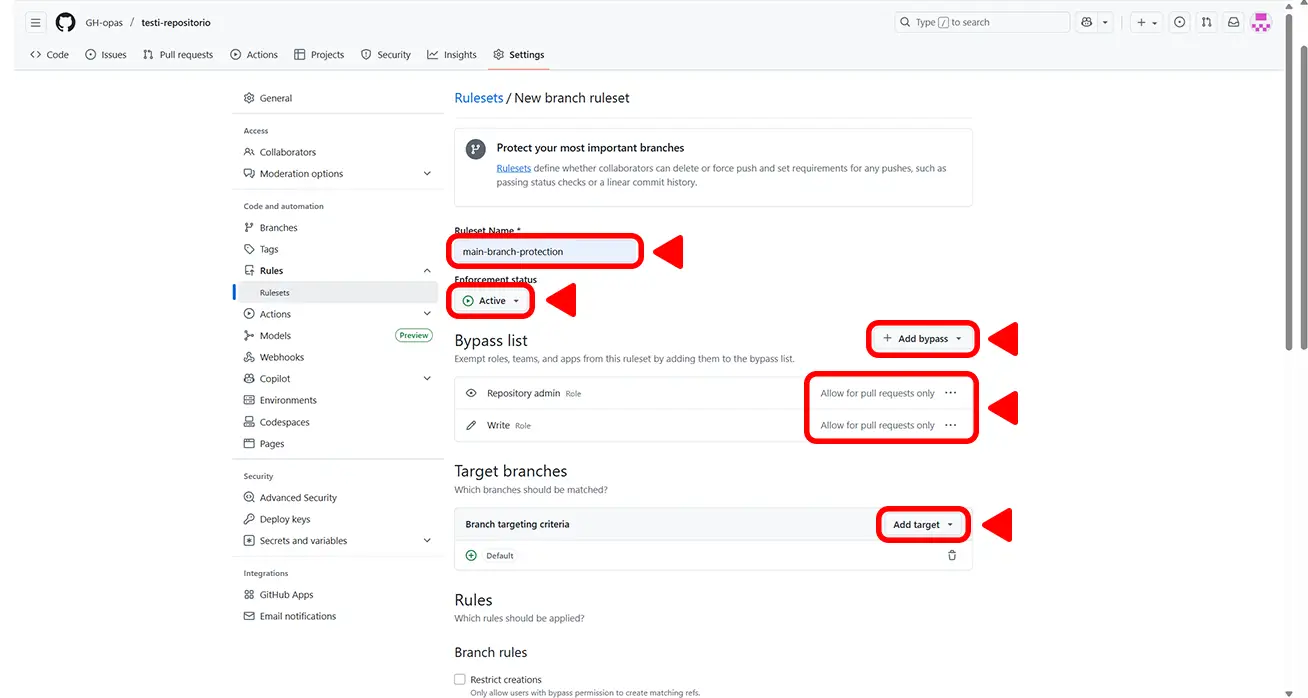 GH-opas / testi-repositorio
Type / to search
Code Issues Pull requests Actions Projects Security Insights Settings
General
Access
Collaborators
Moderation options
Code and automation
Branches
Tags
Rules
Rulesets
Actions
Models Preview
Webhooks
Copilot
Environments
Codespaces
Pages
Security
Advanced Security
Deploy keys
Secrets and variables
Integrations
GitHub Apps
Email notifications
Rulesets / New branch ruleset
Protect your most important branches
Rulesets define whether collaborators can delete or force push and set requirements for any pushes, such as
passing status checks or a linear commit history.
Ruleset Name *
main-branch-protection
Enforcement status
Active
Bypass list
Add bypass
Exempt roles, teams, and apps from this ruleset by adding them to the bypass list.
Repository admin Role Allow for pull requests only
Write Role Allow for pull requests only
Target branches
Which branches should be matched?
Branch targeting criteria Add target
Default
Rules
Which rules should be applied?
Branch rules
Restrict creations
Only allow users with bypass permission to create matching refs.